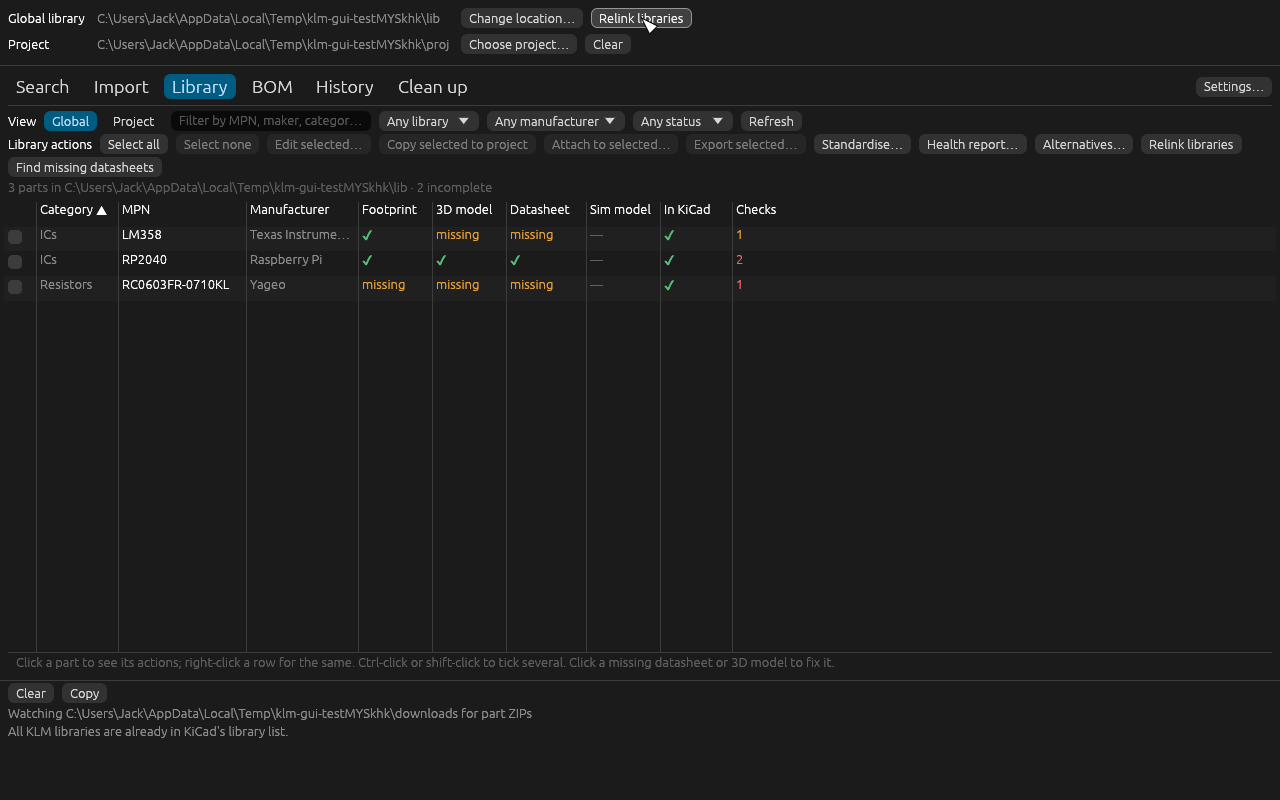 Global library C:\Users\Jack\AppData\Local\Temp\klm-gui-testMYSkhk\lib Change location… Relink libraries
Project C:\Users\Jack\AppData\Local\Temp\klm-gui-testMYSkhk\proj Choose project… Clear
Search Import Library BOM History Clean up Settings…
View Global Project Filter by MPN, maker, categor… Any library Any manufacturer Any status Refresh
Library actions Select all Select none Edit selected… Copy selected to project Attach to selected… Export selected… Standardise… Health report… Alternatives… Relink libraries
Find missing datasheets
3 parts in C:\Users\Jack\AppData\Local\Temp\klm-gui-testMYSkhk\lib · 2 incomplete
Category ▲ MPN Manufacturer Footprint 3D model Datasheet Sim model In KiCad Checks
ICs LM358 Texas Instrume… ✔ missing missing — ✔ 1
ICs RP2040 Raspberry Pi ✔ ✔ ✔ — ✔ 2
Resistors RC0603FR-0710KL Yageo missing missing missing — ✔ 1
Click a part to see its actions; right-click a row for the same. Ctrl-click or shift-click to tick several. Click a missing datasheet or 3D model to fix it.
Clear Copy
Watching C:\Users\Jack\AppData\Local\Temp\klm-gui-testMYSkhk\downloads for part ZIPs
All KLM libraries are already in KiCad's library list.